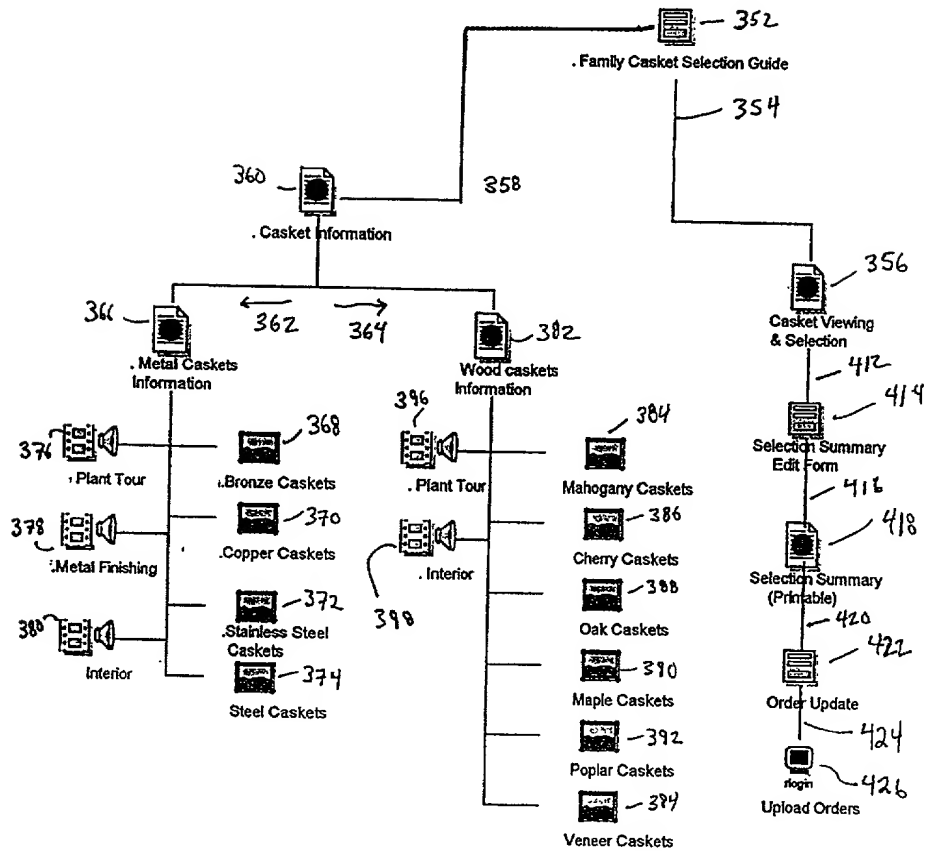 352
. Family Casket Selection Guide
354
360
358
. Casket Information
356
Casket Viewing
& Selection
362
364
366
. Metal Caskets
Information
382
Wood caskets
Information
412
414
Selection Summary
Edit Form
376
. Plant Tour
368
.Bronze Caskets
396
. Plant Tour
384
Mahogany Caskets
416
418
Selection Summary
(Printable)
378
.Metal Finishing
370
.Copper Caskets
398
. Interior
386
Cherry Caskets
420
380
Interior
372
.Stainless Steel
Caskets
388
Oak Caskets
422
Order Update
374
Steel Caskets
390
Maple Caskets
424
392
Poplar Caskets
rlogin
426
Upload Orders
384
Veneer Caskets